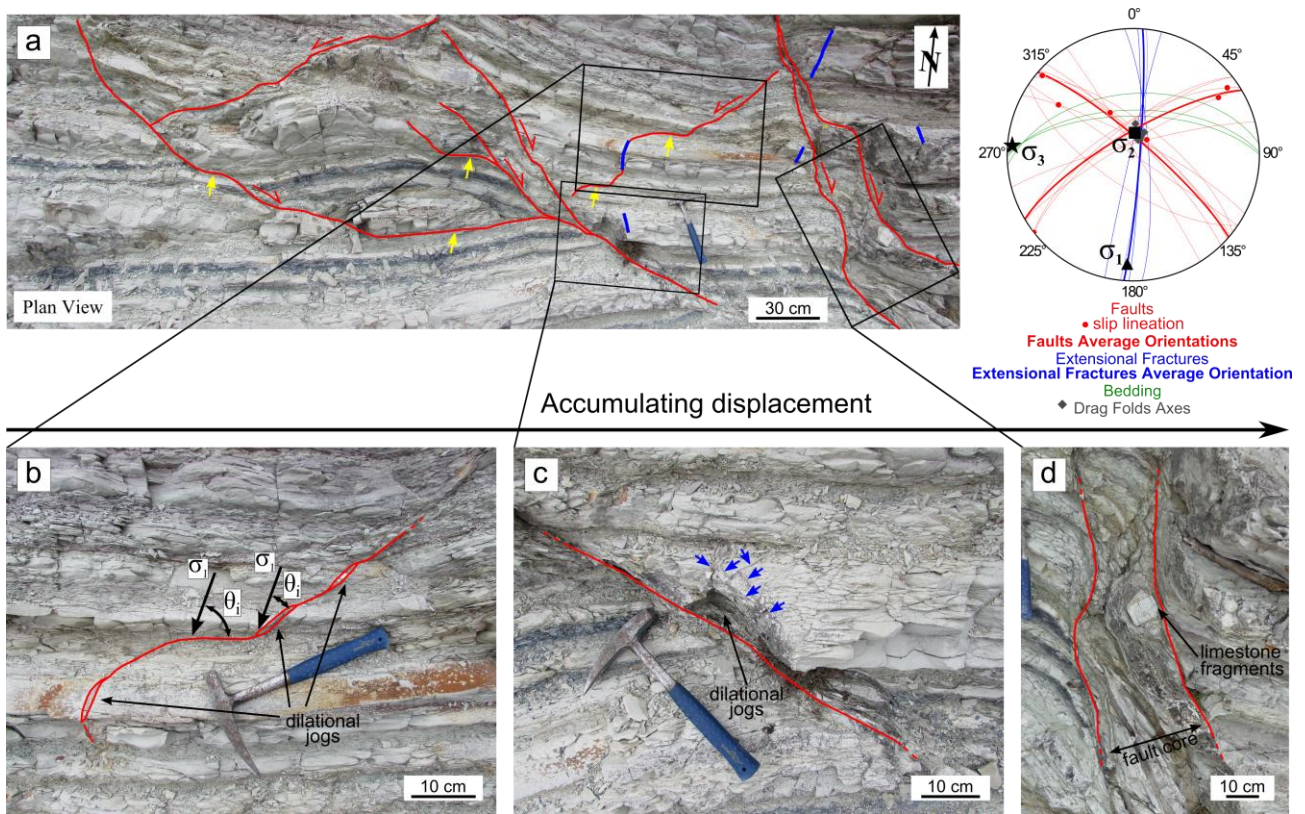 a
N
Plan View
30 cm
0°
45°
90°
135°
180°
225°
270°
315°
σ3
σ2
σ1
Faults
slip lineation
Faults Average Orientations
Extensional Fractures
Extensional Fractures Average Orientation
Bedding
Drag Folds Axes
Accumulating displacement
b
σ1
σ1
θi
θi
dilational
jogs
10 cm
c
dilational
jogs
10 cm
d
limestone
fragments
fault core
10 cm